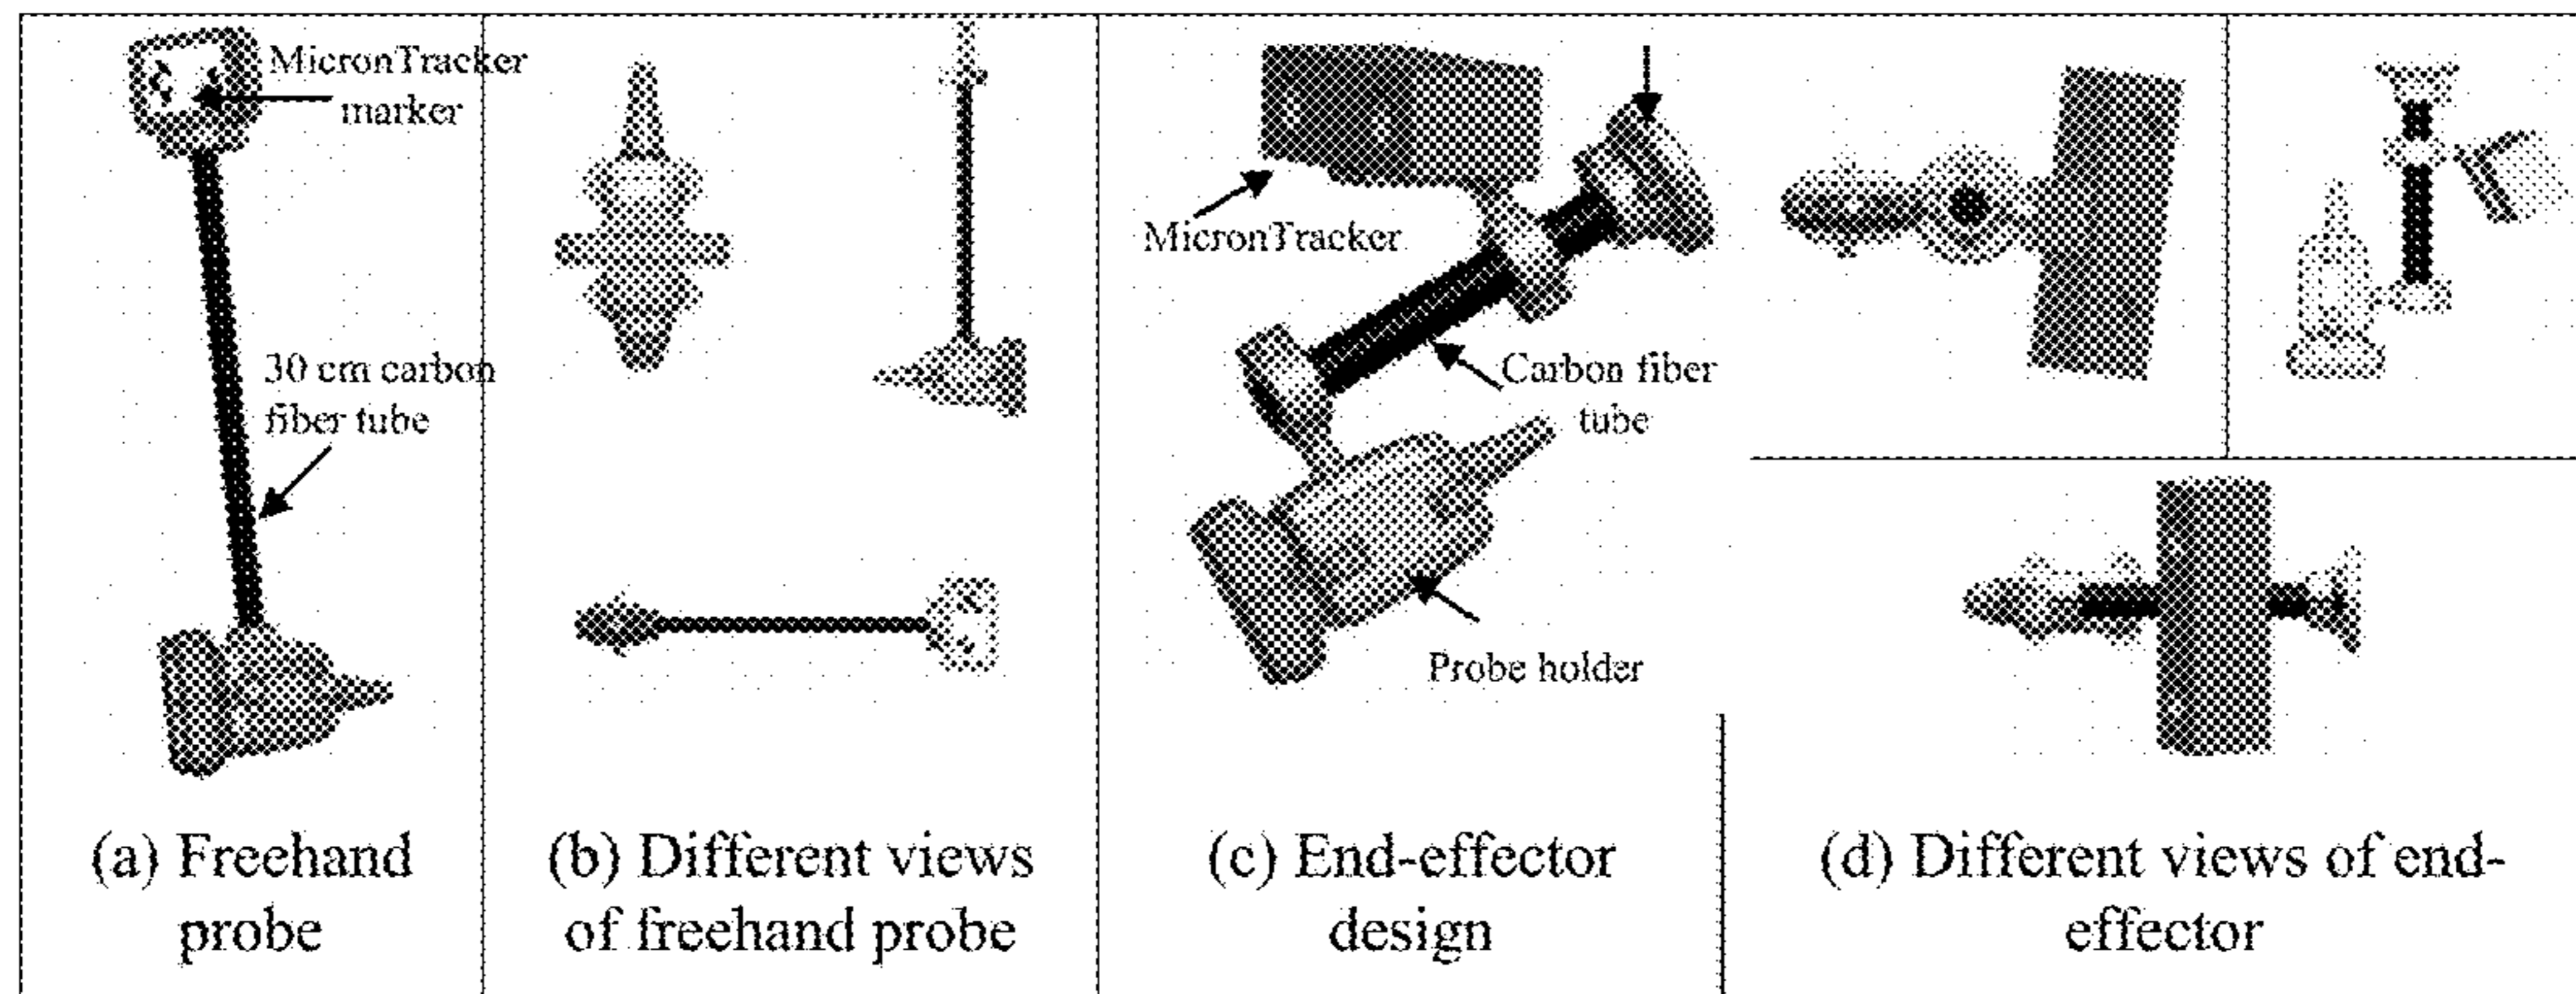 MicronTracker
marker
30 cm carbon
fiber tube
(a) Freehand
probe
(b) Different views
of freehand probe
MicronTracker
Carbon fiber
tube
Probe holder
(c) End-effector
design
(d) Different views of end-
effector